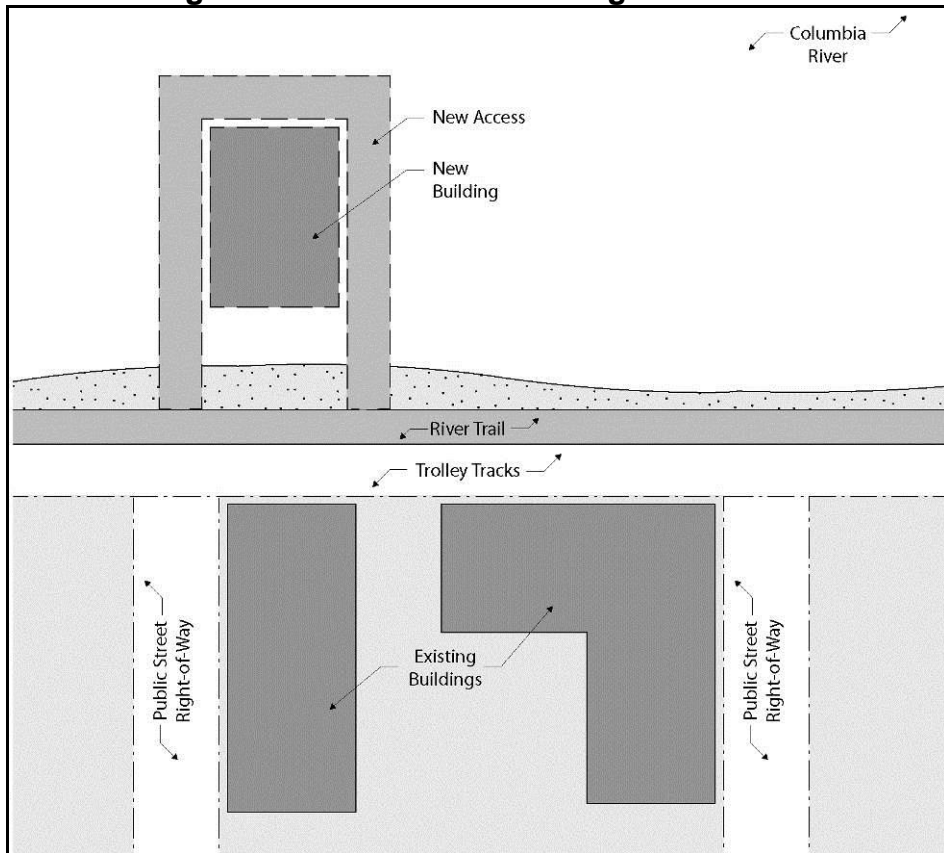 Columbia
River
New Access
New
Building
River Trail
Trolley Tracks
Existing
Buildings
Public Street
Right-of-Way
Public Street
Right-of-Way